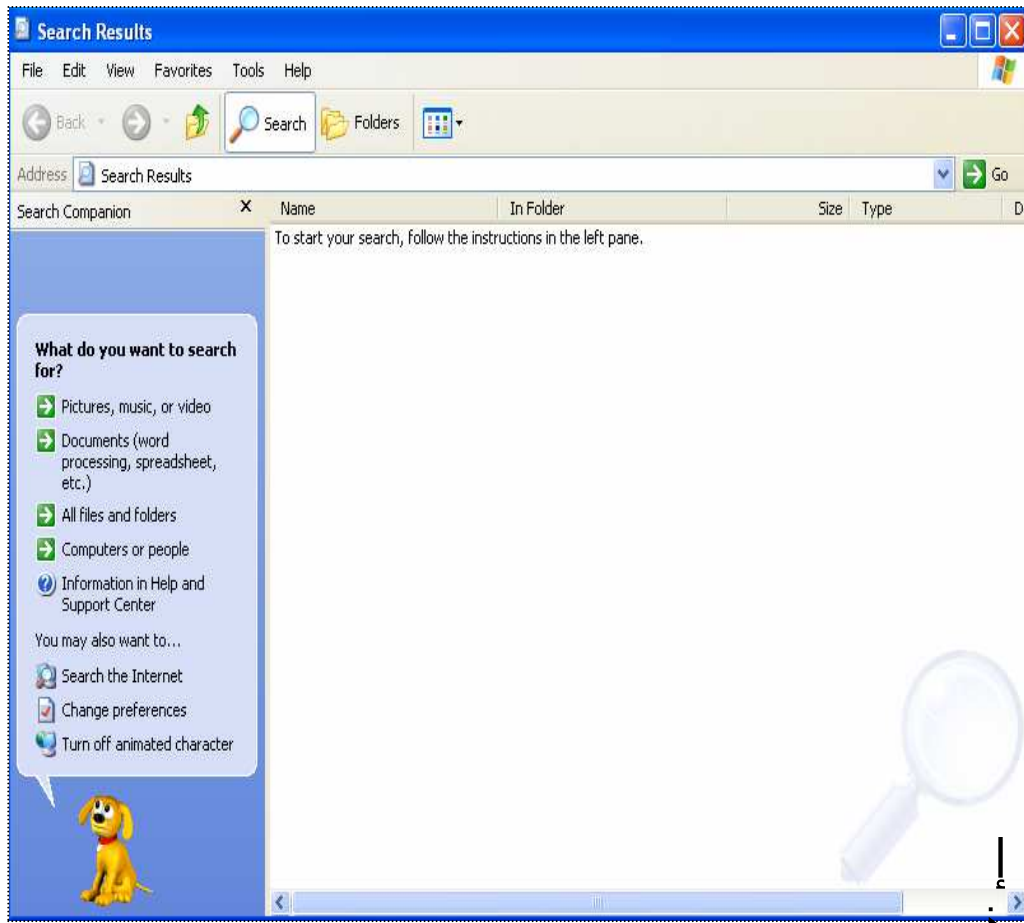 Search Results
File Edit View Favorites Tools Help
Back Search Folders
Address Search Results Go
Search Companion X Name In Folder Size Type D
To start your search, follow the instructions in the left pane.
What do you want to search
for?
Pictures, music, or video
Documents (word
processing, spreadsheet,
etc.)
All files and folders
Computers or people
Information in Help and
Support Center
You may also want to...
Search the Internet
Change preferences
Turn off animated character